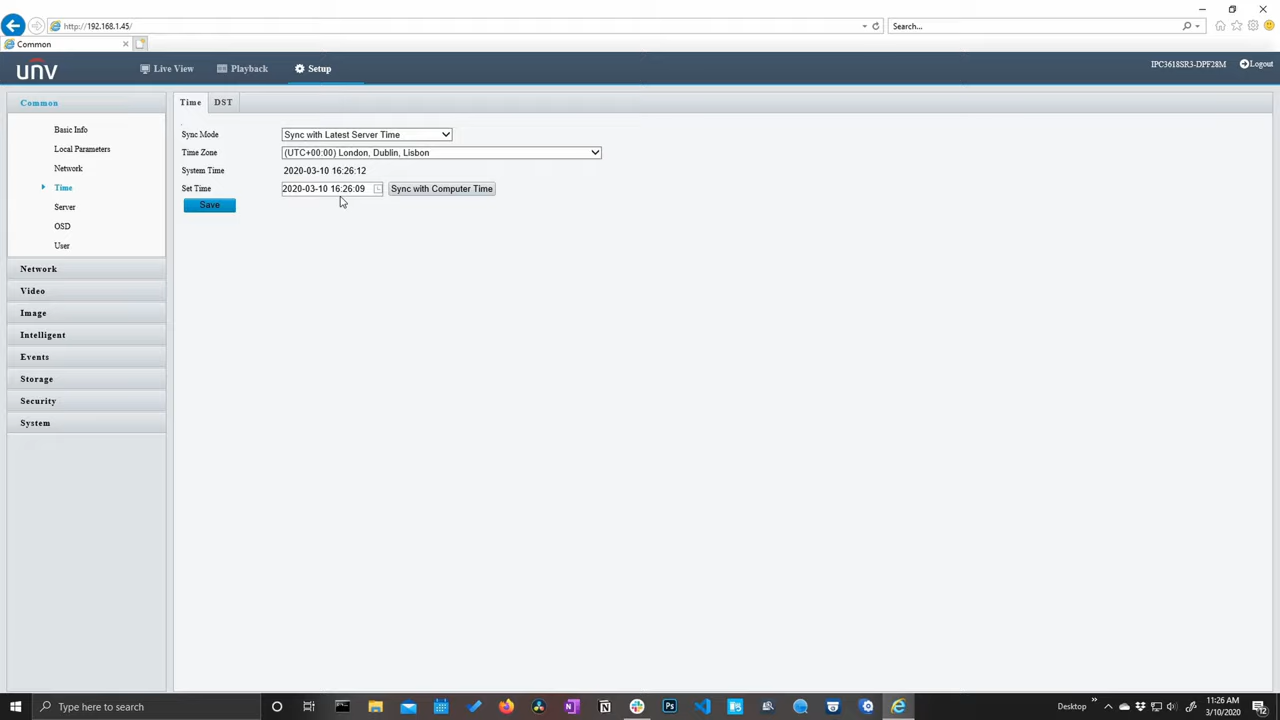 http://192.168.1.45/
Search...
Common
unv
Live View
Playback
Setup
IPC3618SR3-DPF28M
Logout
Common
Basic Info
Local Parameters
Network
Time
Server
OSD
User
Network
Video
Image
Intelligent
Events
Storage
Security
System
Time
DST
Sync Mode
Sync with Latest Server Time
Time Zone
(UTC+00:00) London, Dublin, Lisbon
System Time
2020-03-10 16:26:12
Set Time
2020-03-10 16:26:09
Sync with Computer Time
Save
Type here to search
Desktop
11:26 AM
3/10/2020